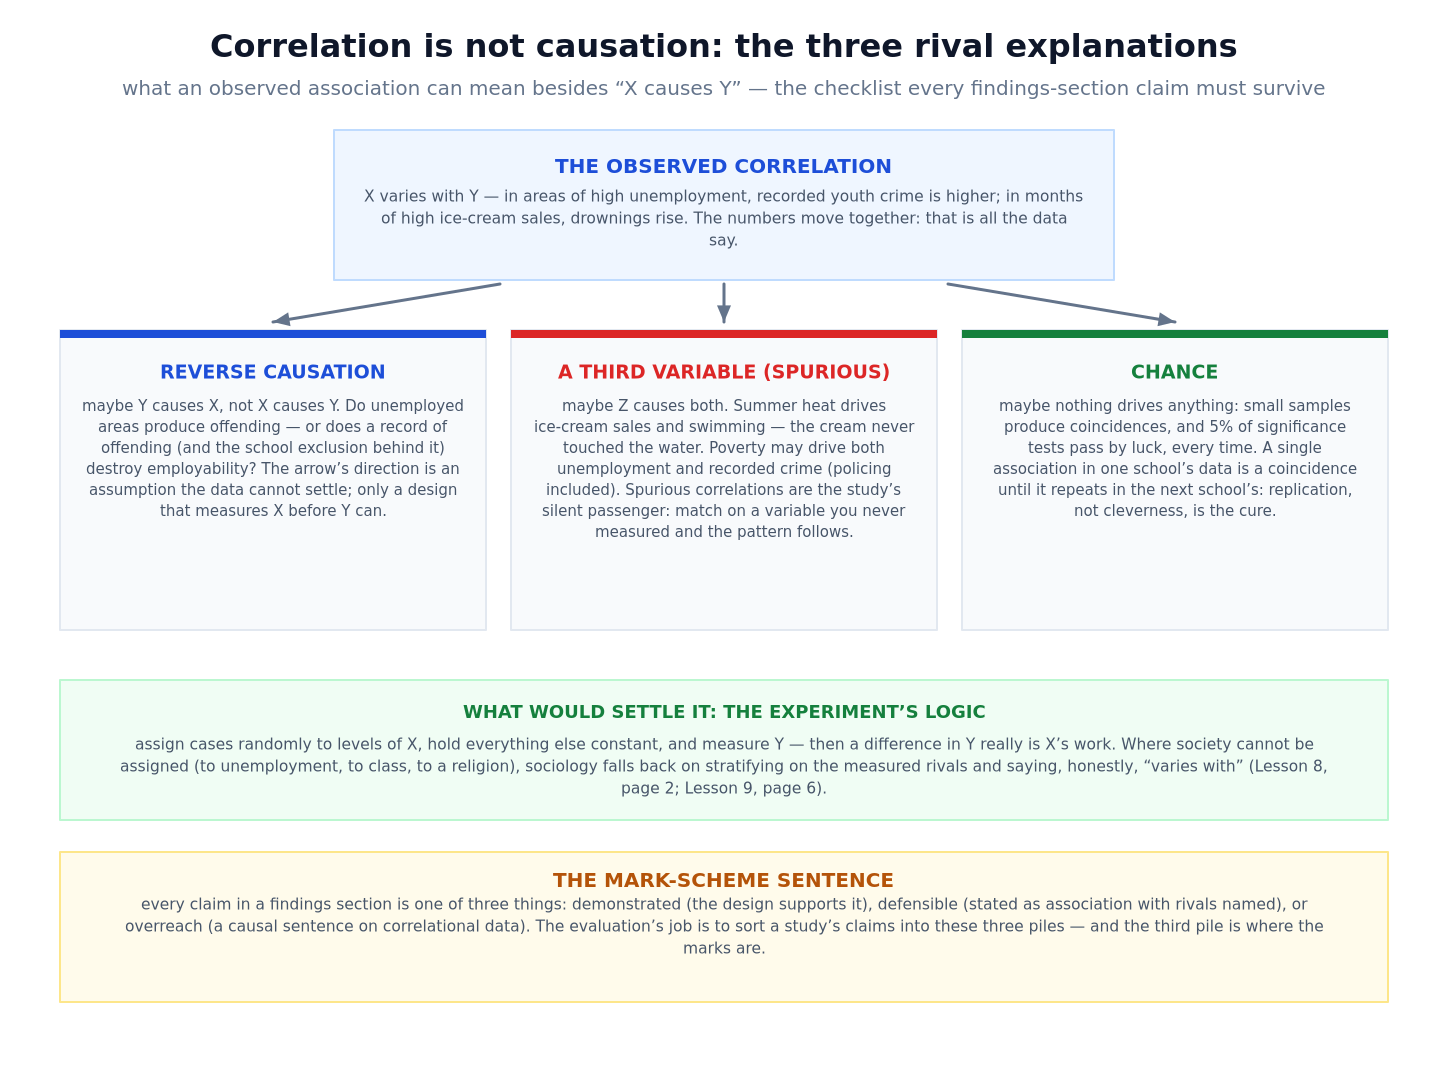 Correlation is not causation: the three rival explanations
what an observed association can mean besides “X causes Y” — the checklist every findings-section claim must survive
THE OBSERVED CORRELATION
X varies with Y — in areas of high unemployment, recorded youth crime is higher; in months
of high ice-cream sales, drownings rise. The numbers move together: that is all the data
say.
REVERSE CAUSATION
maybe Y causes X, not X causes Y. Do unemployed
areas produce offending — or does a record of
offending (and the school exclusion behind it)
destroy employability? The arrow’s direction is an
assumption the data cannot settle; only a design
that measures X before Y can.
A THIRD VARIABLE (SPURIOUS)
maybe Z causes both. Summer heat drives
ice-cream sales and swimming — the cream never
touched the water. Poverty may drive both
unemployment and recorded crime (policing
included). Spurious correlations are the study’s
silent passenger: match on a variable you never
measured and the pattern follows.
CHANCE
maybe nothing drives anything: small samples
produce coincidences, and 5% of significance
tests pass by luck, every time. A single
association in one school’s data is a coincidence
until it repeats in the next school’s: replication,
not cleverness, is the cure.
WHAT WOULD SETTLE IT: THE EXPERIMENT’S LOGIC
assign cases randomly to levels of X, hold everything else constant, and measure Y — then a difference in Y really is X’s work. Where society cannot be
assigned (to unemployment, to class, to a religion), sociology falls back on stratifying on the measured rivals and saying, honestly, “varies with” (Lesson 8,
page 2; Lesson 9, page 6).
THE MARK-SCHEME SENTENCE
every claim in a findings section is one of three things: demonstrated (the design supports it), defensible (stated as association with rivals named), or
overreach (a causal sentence on correlational data). The evaluation’s job is to sort a study’s claims into these three piles — and the third pile is where the
marks are.